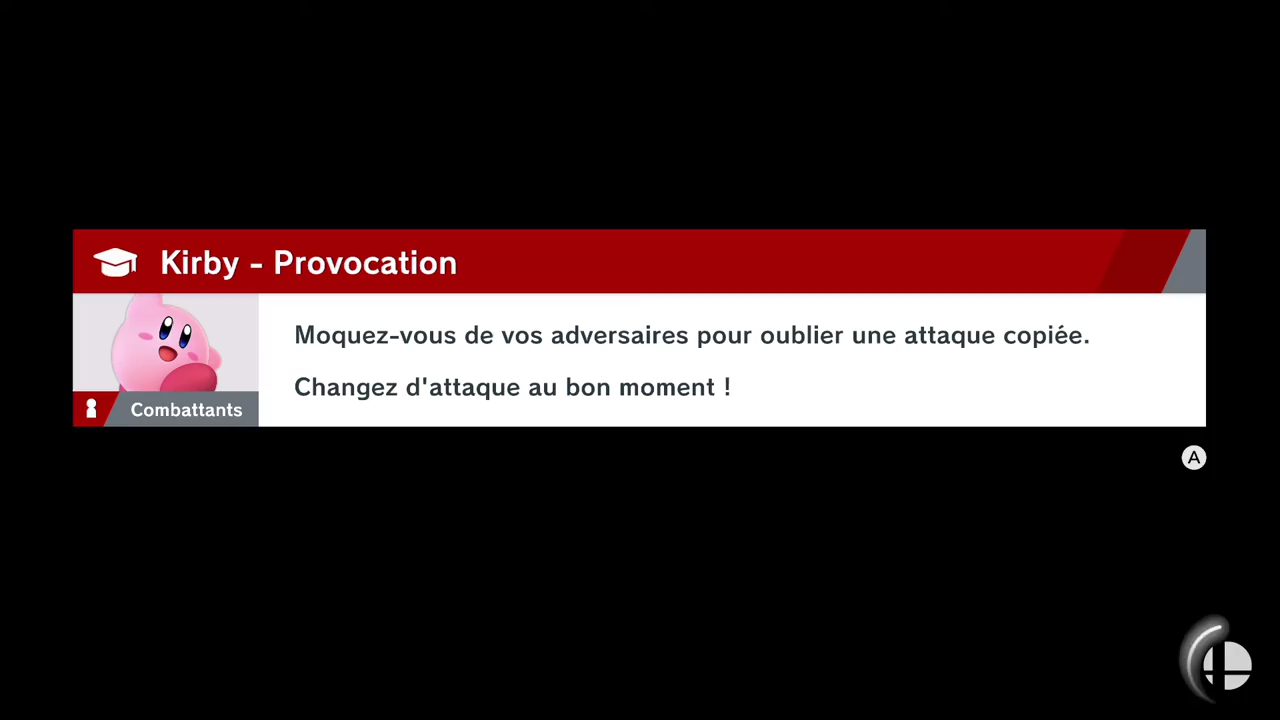 Kirby - Provocation
Moquez-vous de vos adversaires pour oublier une attaque copiée.
Changez d'attaque au bon moment !
Combattants
A